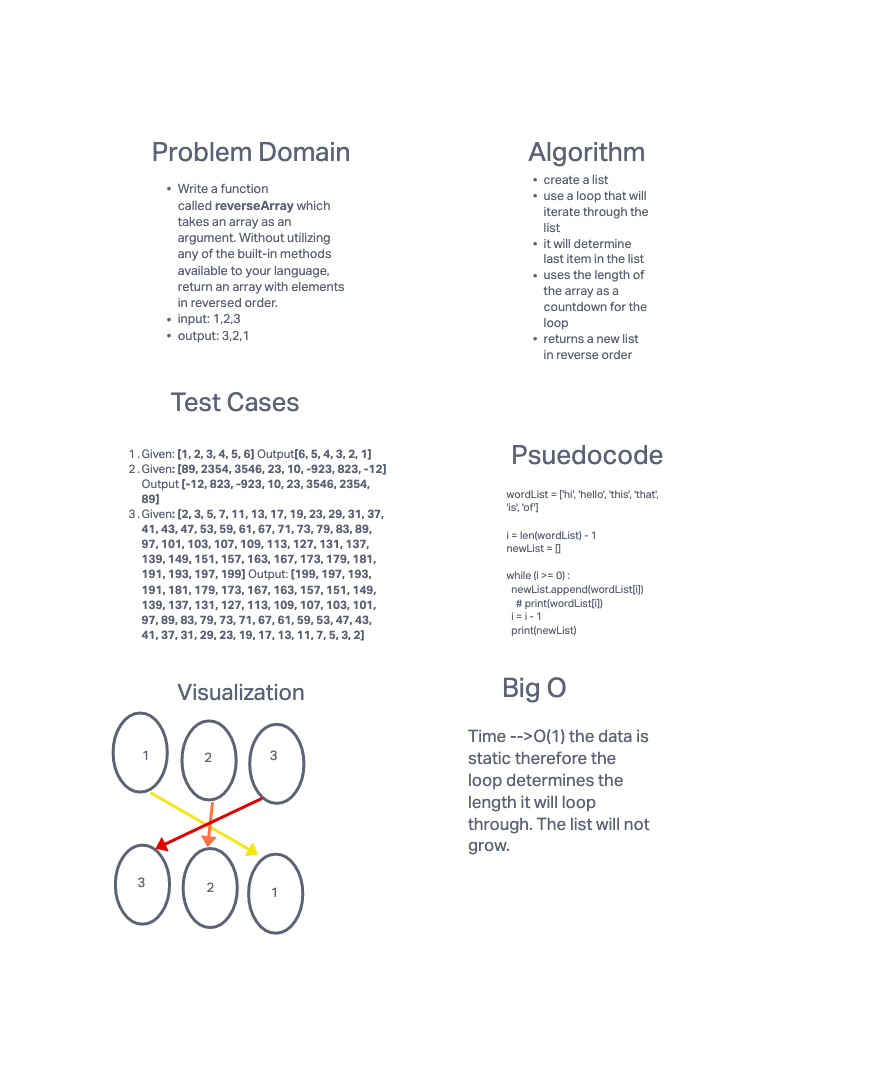 Problem Domain
• Write a function
called reverseArray which
takes an array as an
argument. Without utilizing
any of the built-in methods
available to your language,
return an array with elements
in reversed order.
• input: 1,2,3
• output: 3,2,1
Algorithm
• create a list
• use a loop that will
iterate through the
list
• it will determine
last item in the list
• uses the length of
the array as a
countdown for the
loop
• returns a new list
in reverse order
Test Cases
1. Given: [1, 2, 3, 4, 5, 6] Output[6, 5, 4, 3, 2, 1]
2. Given: [89, 2354, 3546, 23, 10, -923, 823, -12]
Output [-12, 823, -923, 10, 23, 3546, 2354,
89]
3. Given: [2, 3, 5, 7, 11, 13, 17, 19, 23, 29, 31, 37,
41, 43, 47, 53, 59, 61, 67, 71, 73, 79, 83, 89,
97, 101, 103, 107, 109, 113, 127, 131, 137,
139, 149, 151, 157, 163, 167, 173, 179, 181,
191, 193, 197, 199] Output: [199, 197, 193,
191, 181, 179, 173, 167, 163, 157, 151, 149,
139, 137, 131, 127, 113, 109, 107, 103, 101,
97, 89, 83, 79, 73, 71, 67, 61, 59, 53, 47, 43,
41, 37, 31, 29, 23, 19, 17, 13, 11, 7, 5, 3, 2]
Psuedocode
wordList = ['hi', 'hello', 'this', 'that',
'is', 'of']
i = len(wordList) - 1
newList = []
while (i >= 0) :
newList.append(wordList[i])
# print(wordList[i])
i = i - 1
print(newList)
Visualization
1 2 3
3 2 1
Big O
Time -->O(1) the data is
static therefore the
loop determines the
length it will loop
through. The list will not
grow.